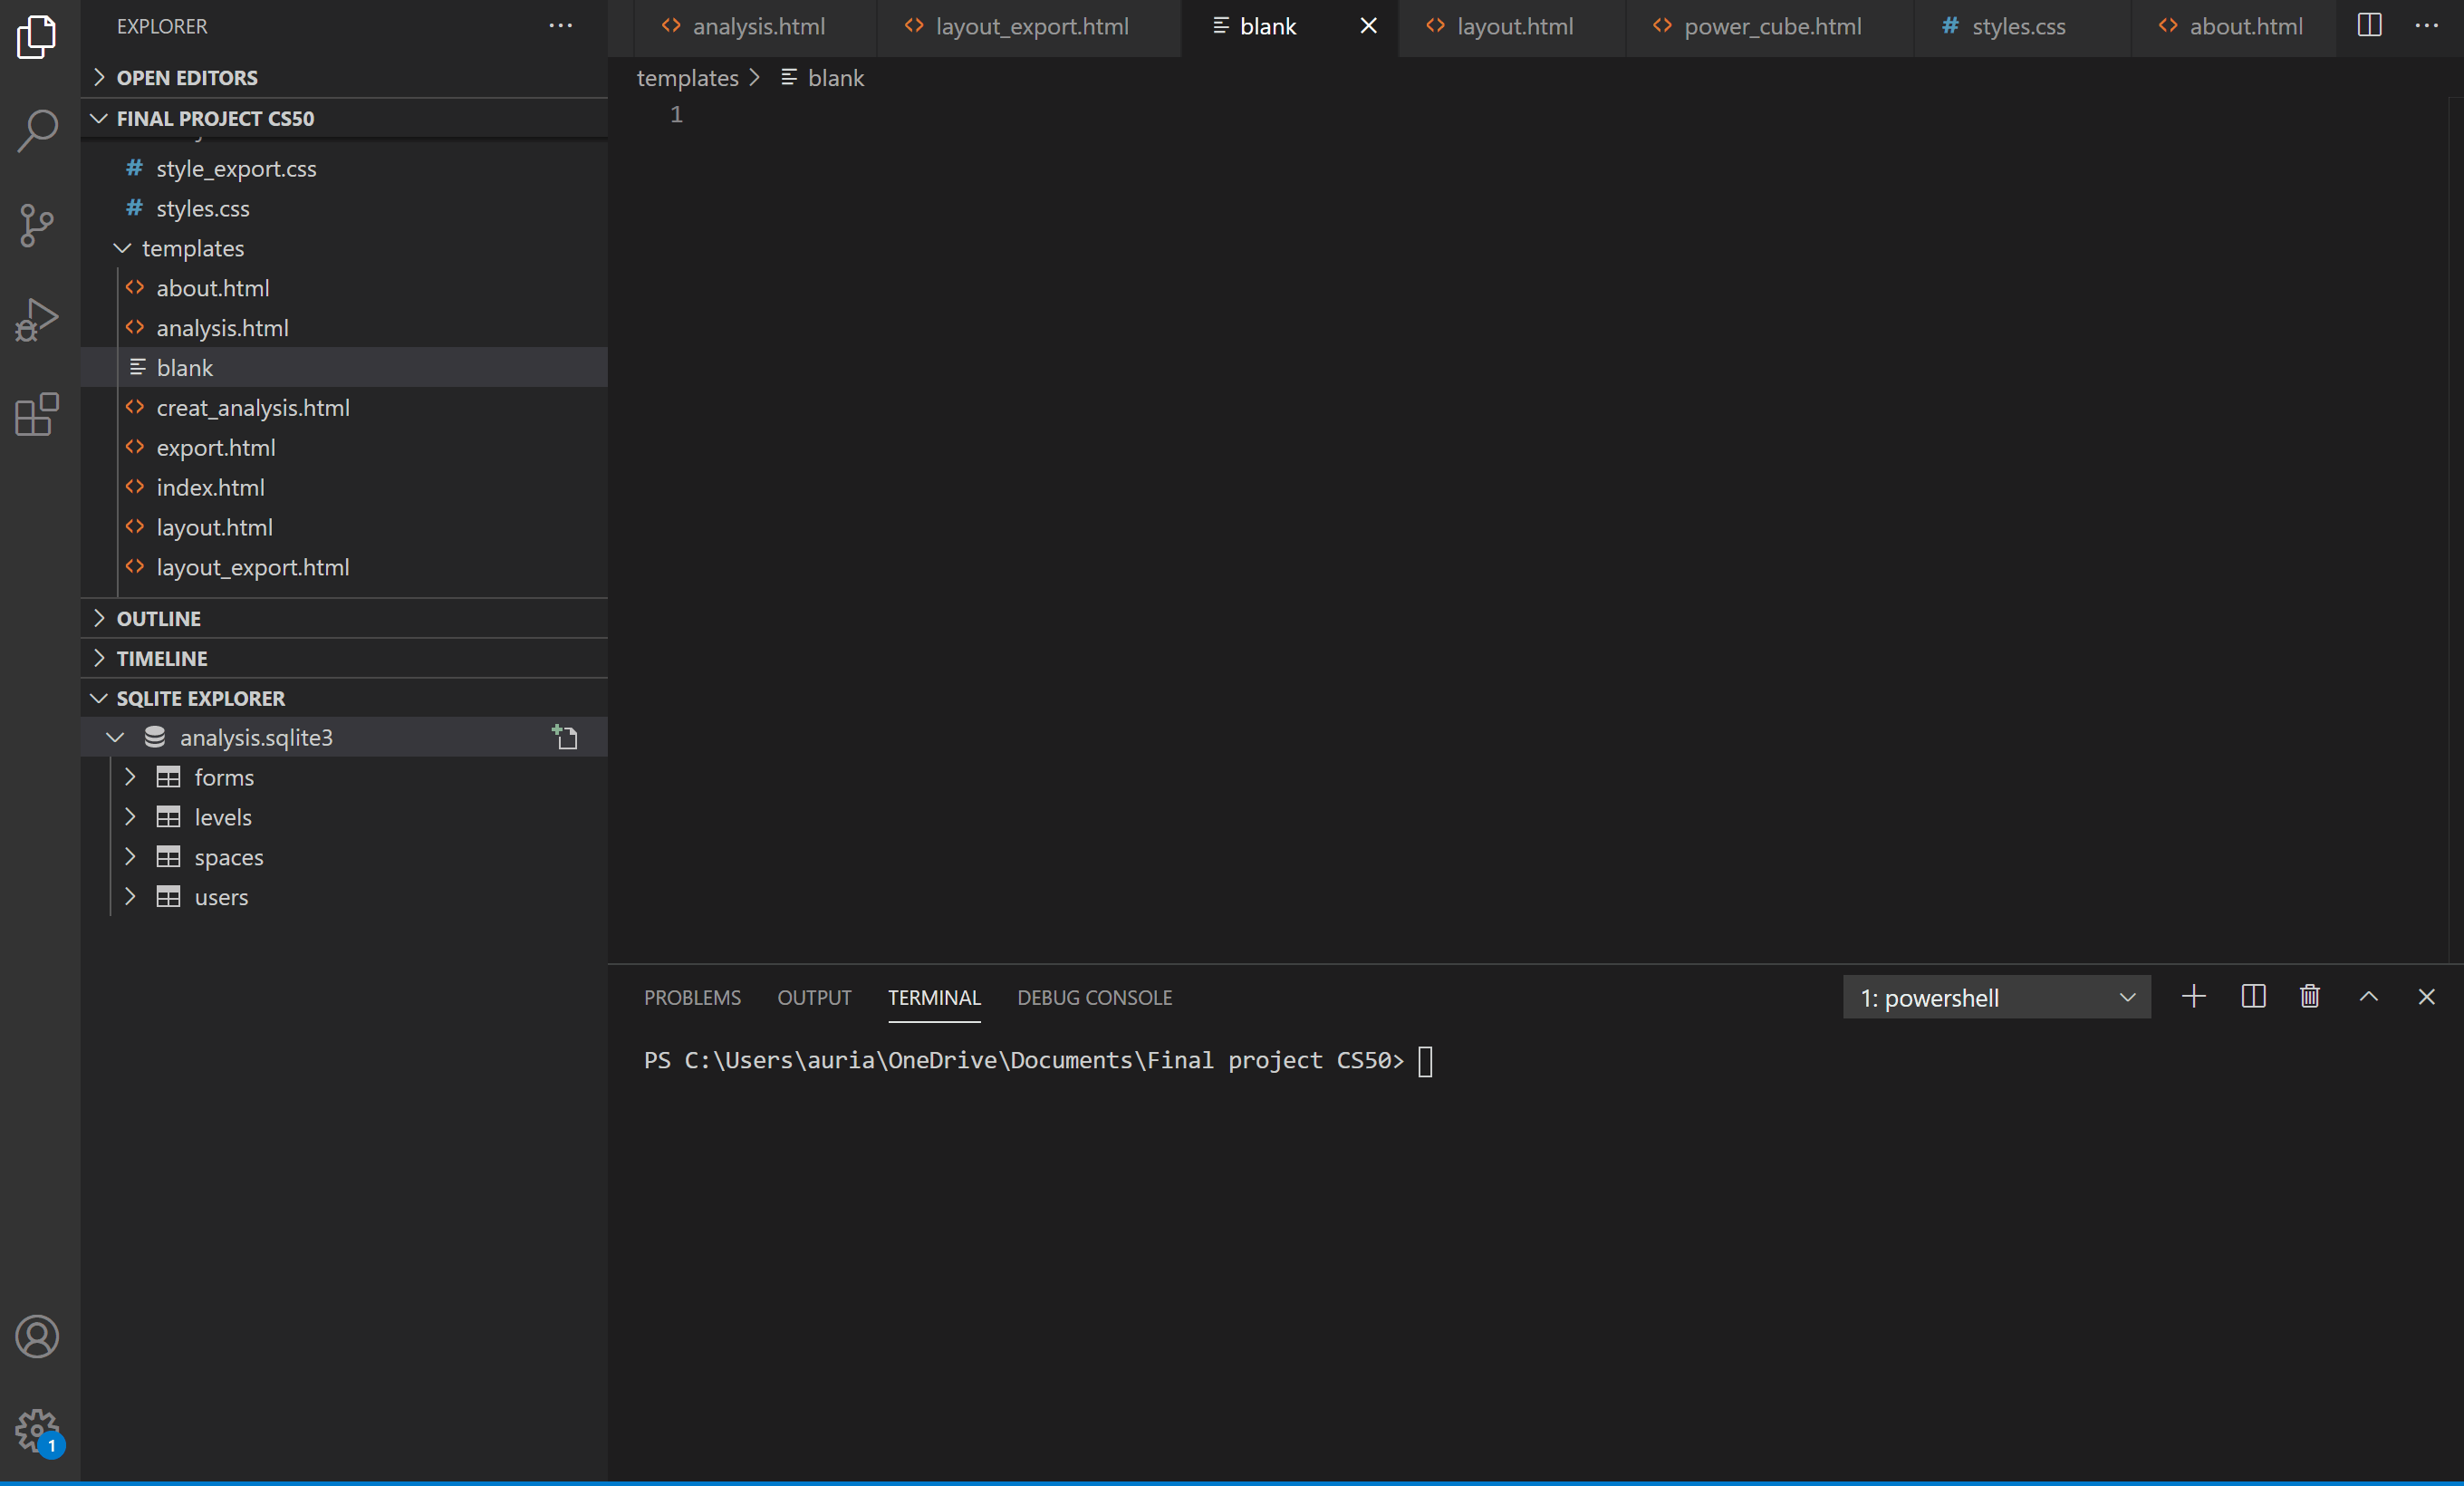 EXPLORER
OPEN EDITORS
FINAL PROJECT CS50
# style_export.css
# styles.css
templates
<> about.html
<> analysis.html
blank
<> creat_analysis.html
<> export.html
<> index.html
<> layout.html
<> layout_export.html
OUTLINE
TIMELINE
SQLITE EXPLORER
analysis.sqlite3
forms
levels
spaces
users
1
<> analysis.html <> layout_export.html blank <> layout.html <> power_cube.html # styles.css <> about.html
templates > blank
1
PROBLEMS OUTPUT TERMINAL DEBUG CONSOLE 1: powershell
PS C:\Users\auria\OneDrive\Documents\Final project CS50>